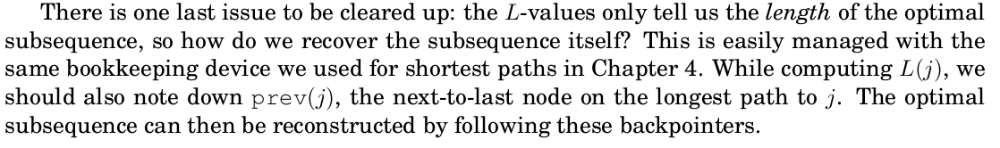 There is one last issue to be cleared up: the L-values only tell us the length of the optimal
subsequence, so how do we recover the subsequence itself? This is easily managed with the
same bookkeeping device we used for shortest paths in Chapter 4. While computing L(j), we
should also note down prev(j), the next-to-last node on the longest path to j. The optimal
subsequence can then be reconstructed by following these backpointers.